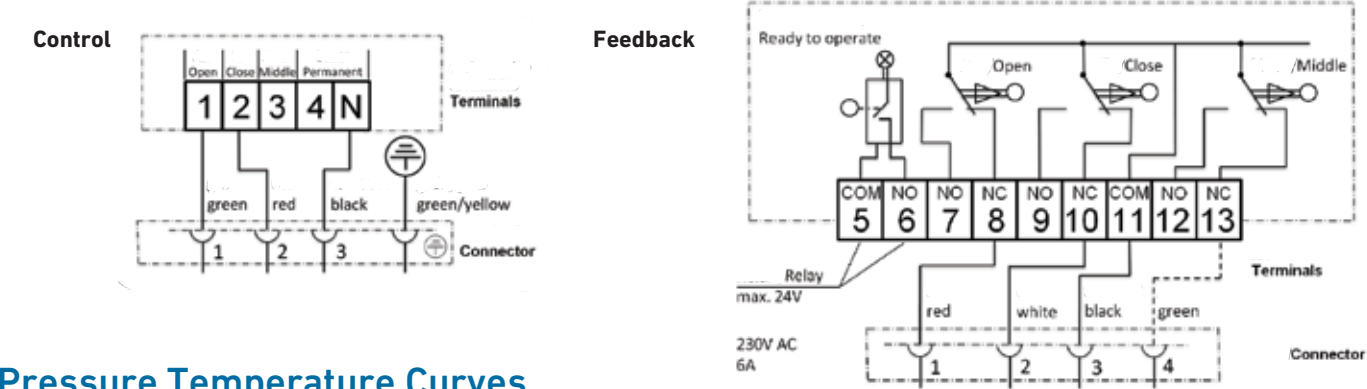 Control
Open Close Middle Permanent
1 2 3 4 N
Terminals
green red black green/yellow
1 2 3
Connector
Feedback
Ready to operate
/Open /Close /Middle
COM NO NO NC NO NC COM NO NC
5 6 7 8 9 10 11 12 13
Relay
max. 24V
Terminals
red white black green
230V AC
6A
1 2 3 4
/Connector
Pressure Temperature Curves